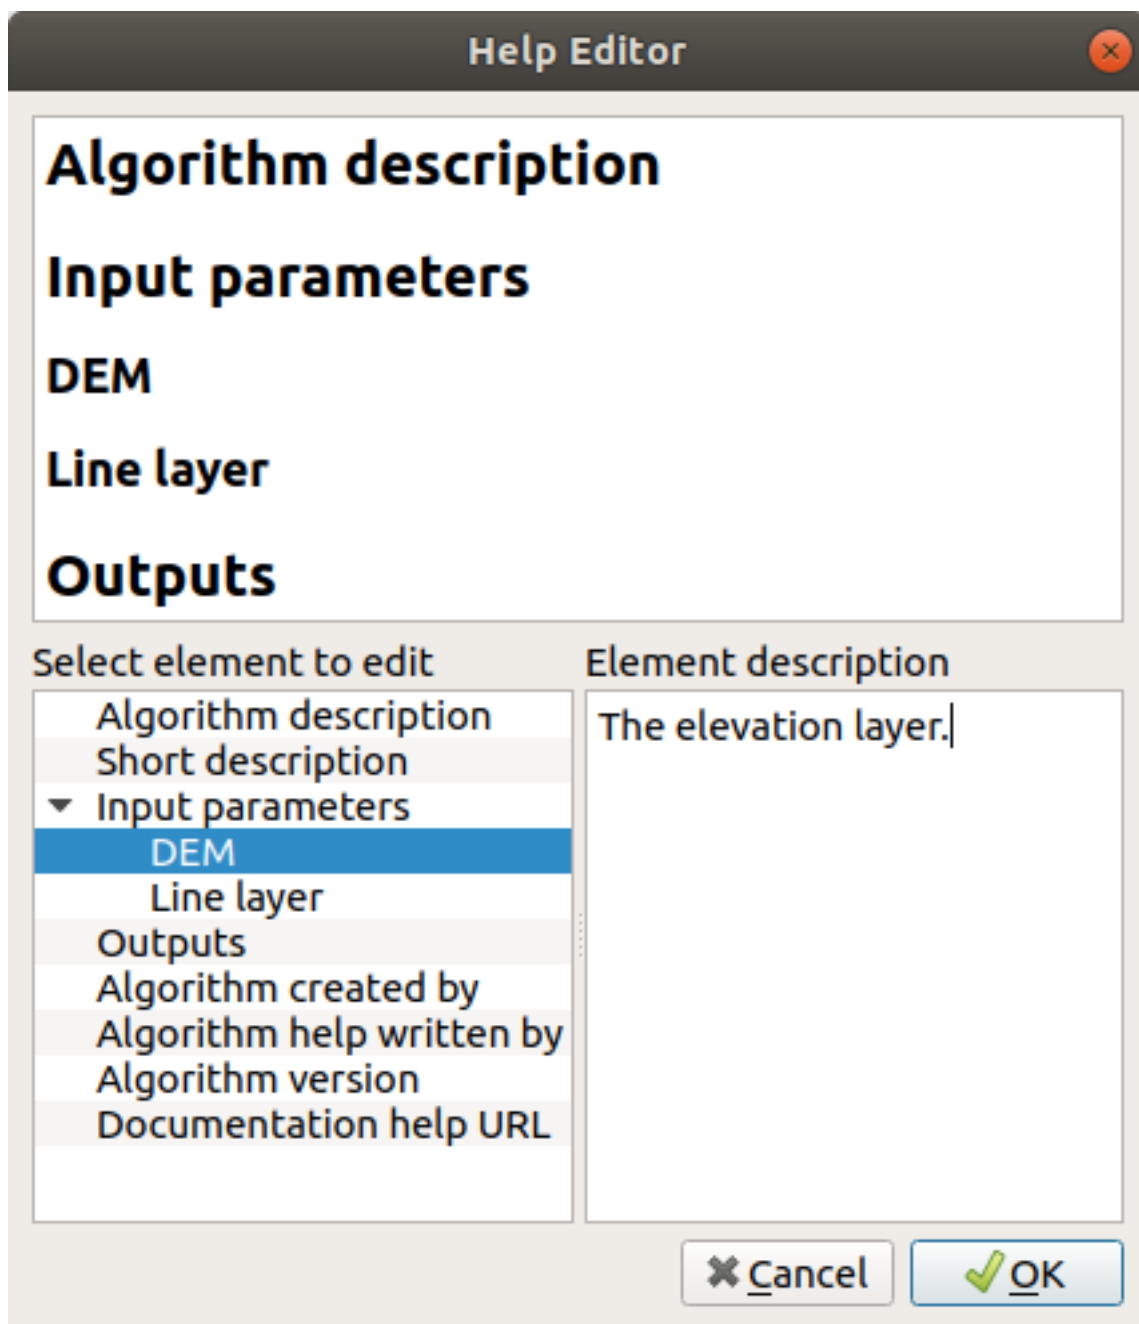 Help Editor
Algorithm description
Input parameters
DEM
Line layer
Outputs
Select element to edit
Algorithm description
Short description
Input parameters
DEM
Line layer
Outputs
Algorithm created by
Algorithm help written by
Algorithm version
Documentation help URL
Element description
The elevation layer.
Cancel
OK